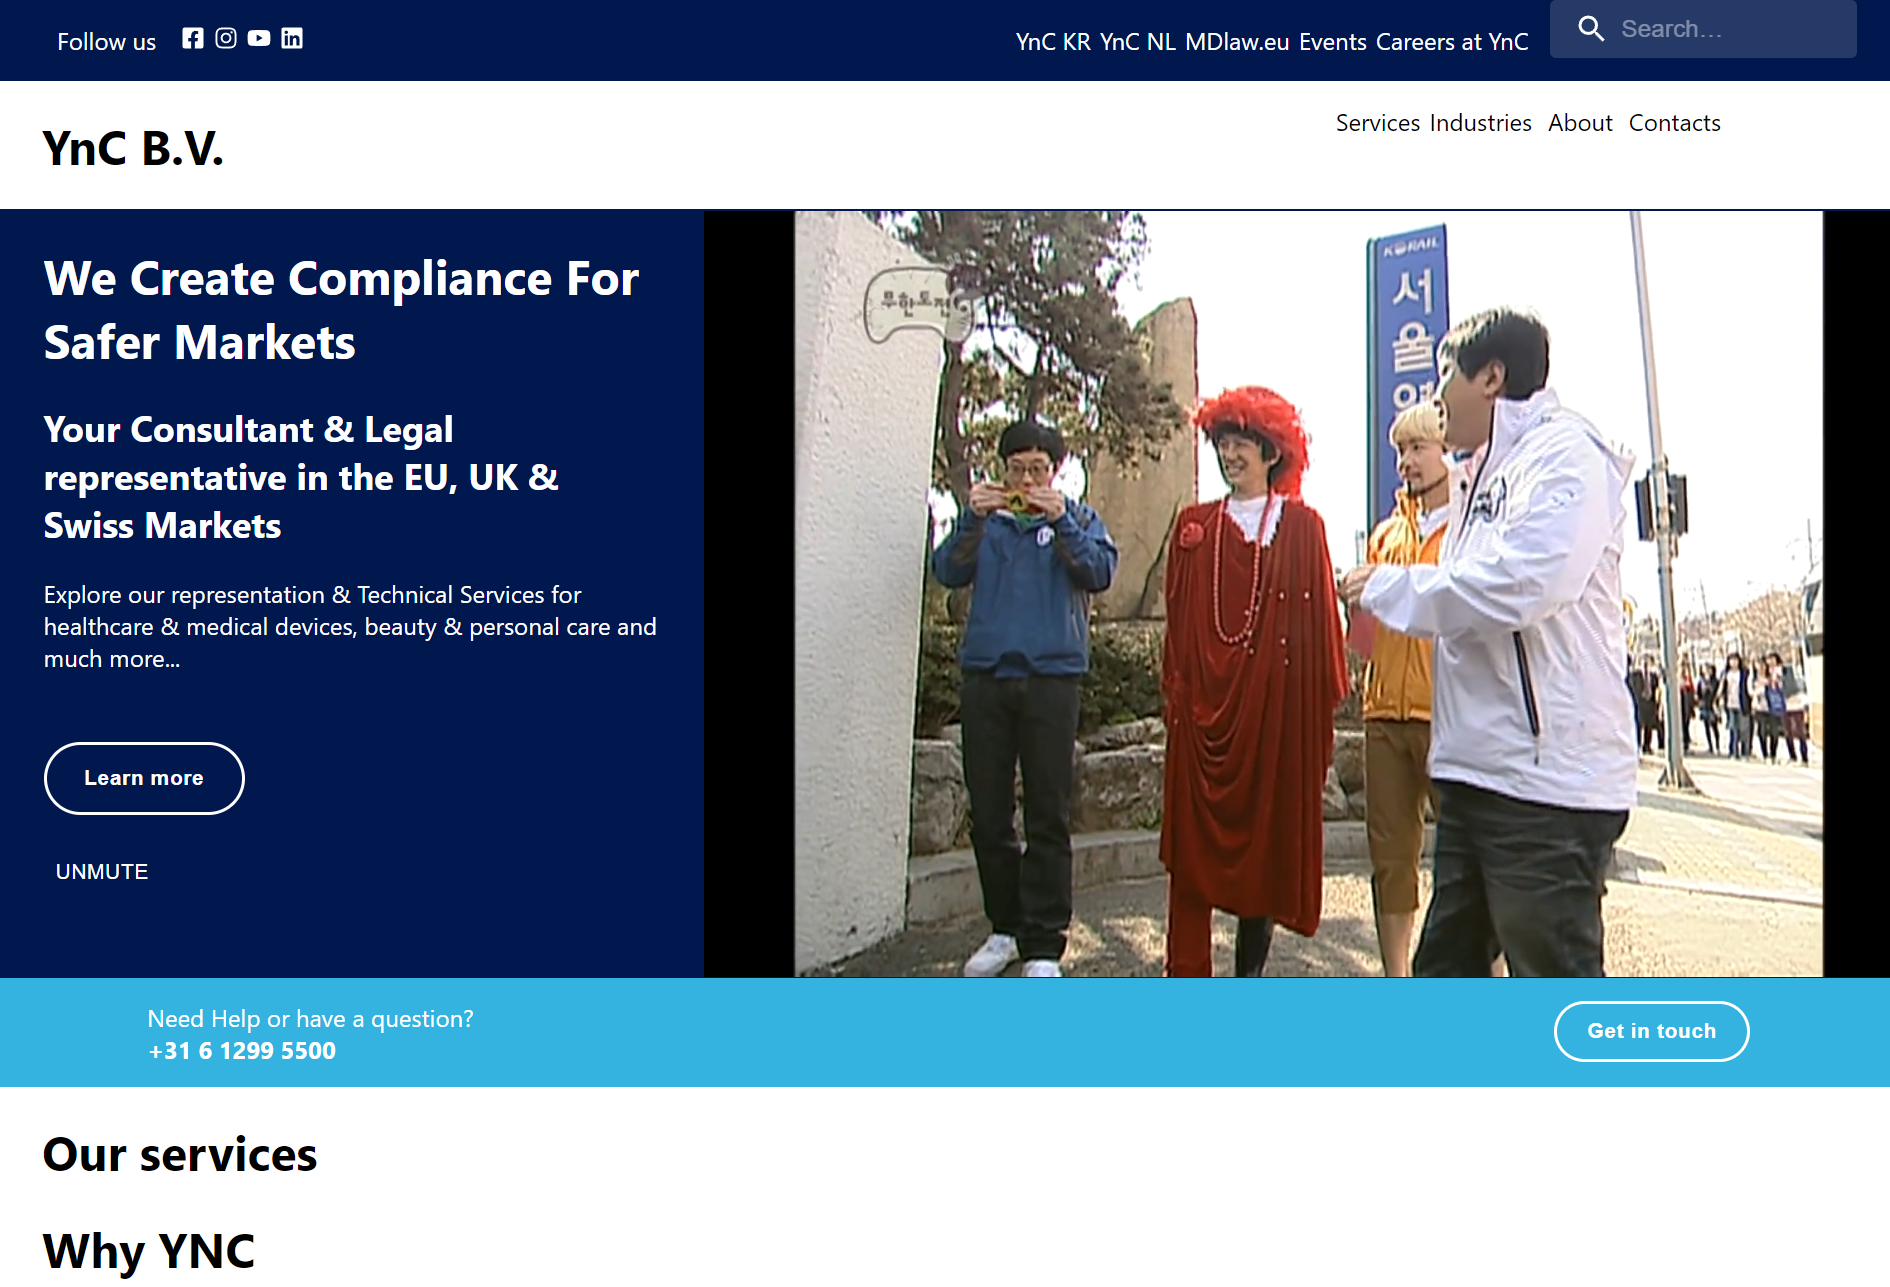 Follow us
YnC KR YnC NL MDlaw.eu Events Careers at YnC
Search...
YnC B.V.
Services Industries About Contacts
We Create Compliance For
Safer Markets
Your Consultant & Legal
representative in the EU, UK &
Swiss Markets
Explore our representation & Technical Services for
healthcare & medical devices, beauty & personal care and
much more...
Learn more
UNMUTE
무한도전
KORAIL
서울역
Need Help or have a question?
+31 6 1299 5500
Get in touch
Our services
Why YNC